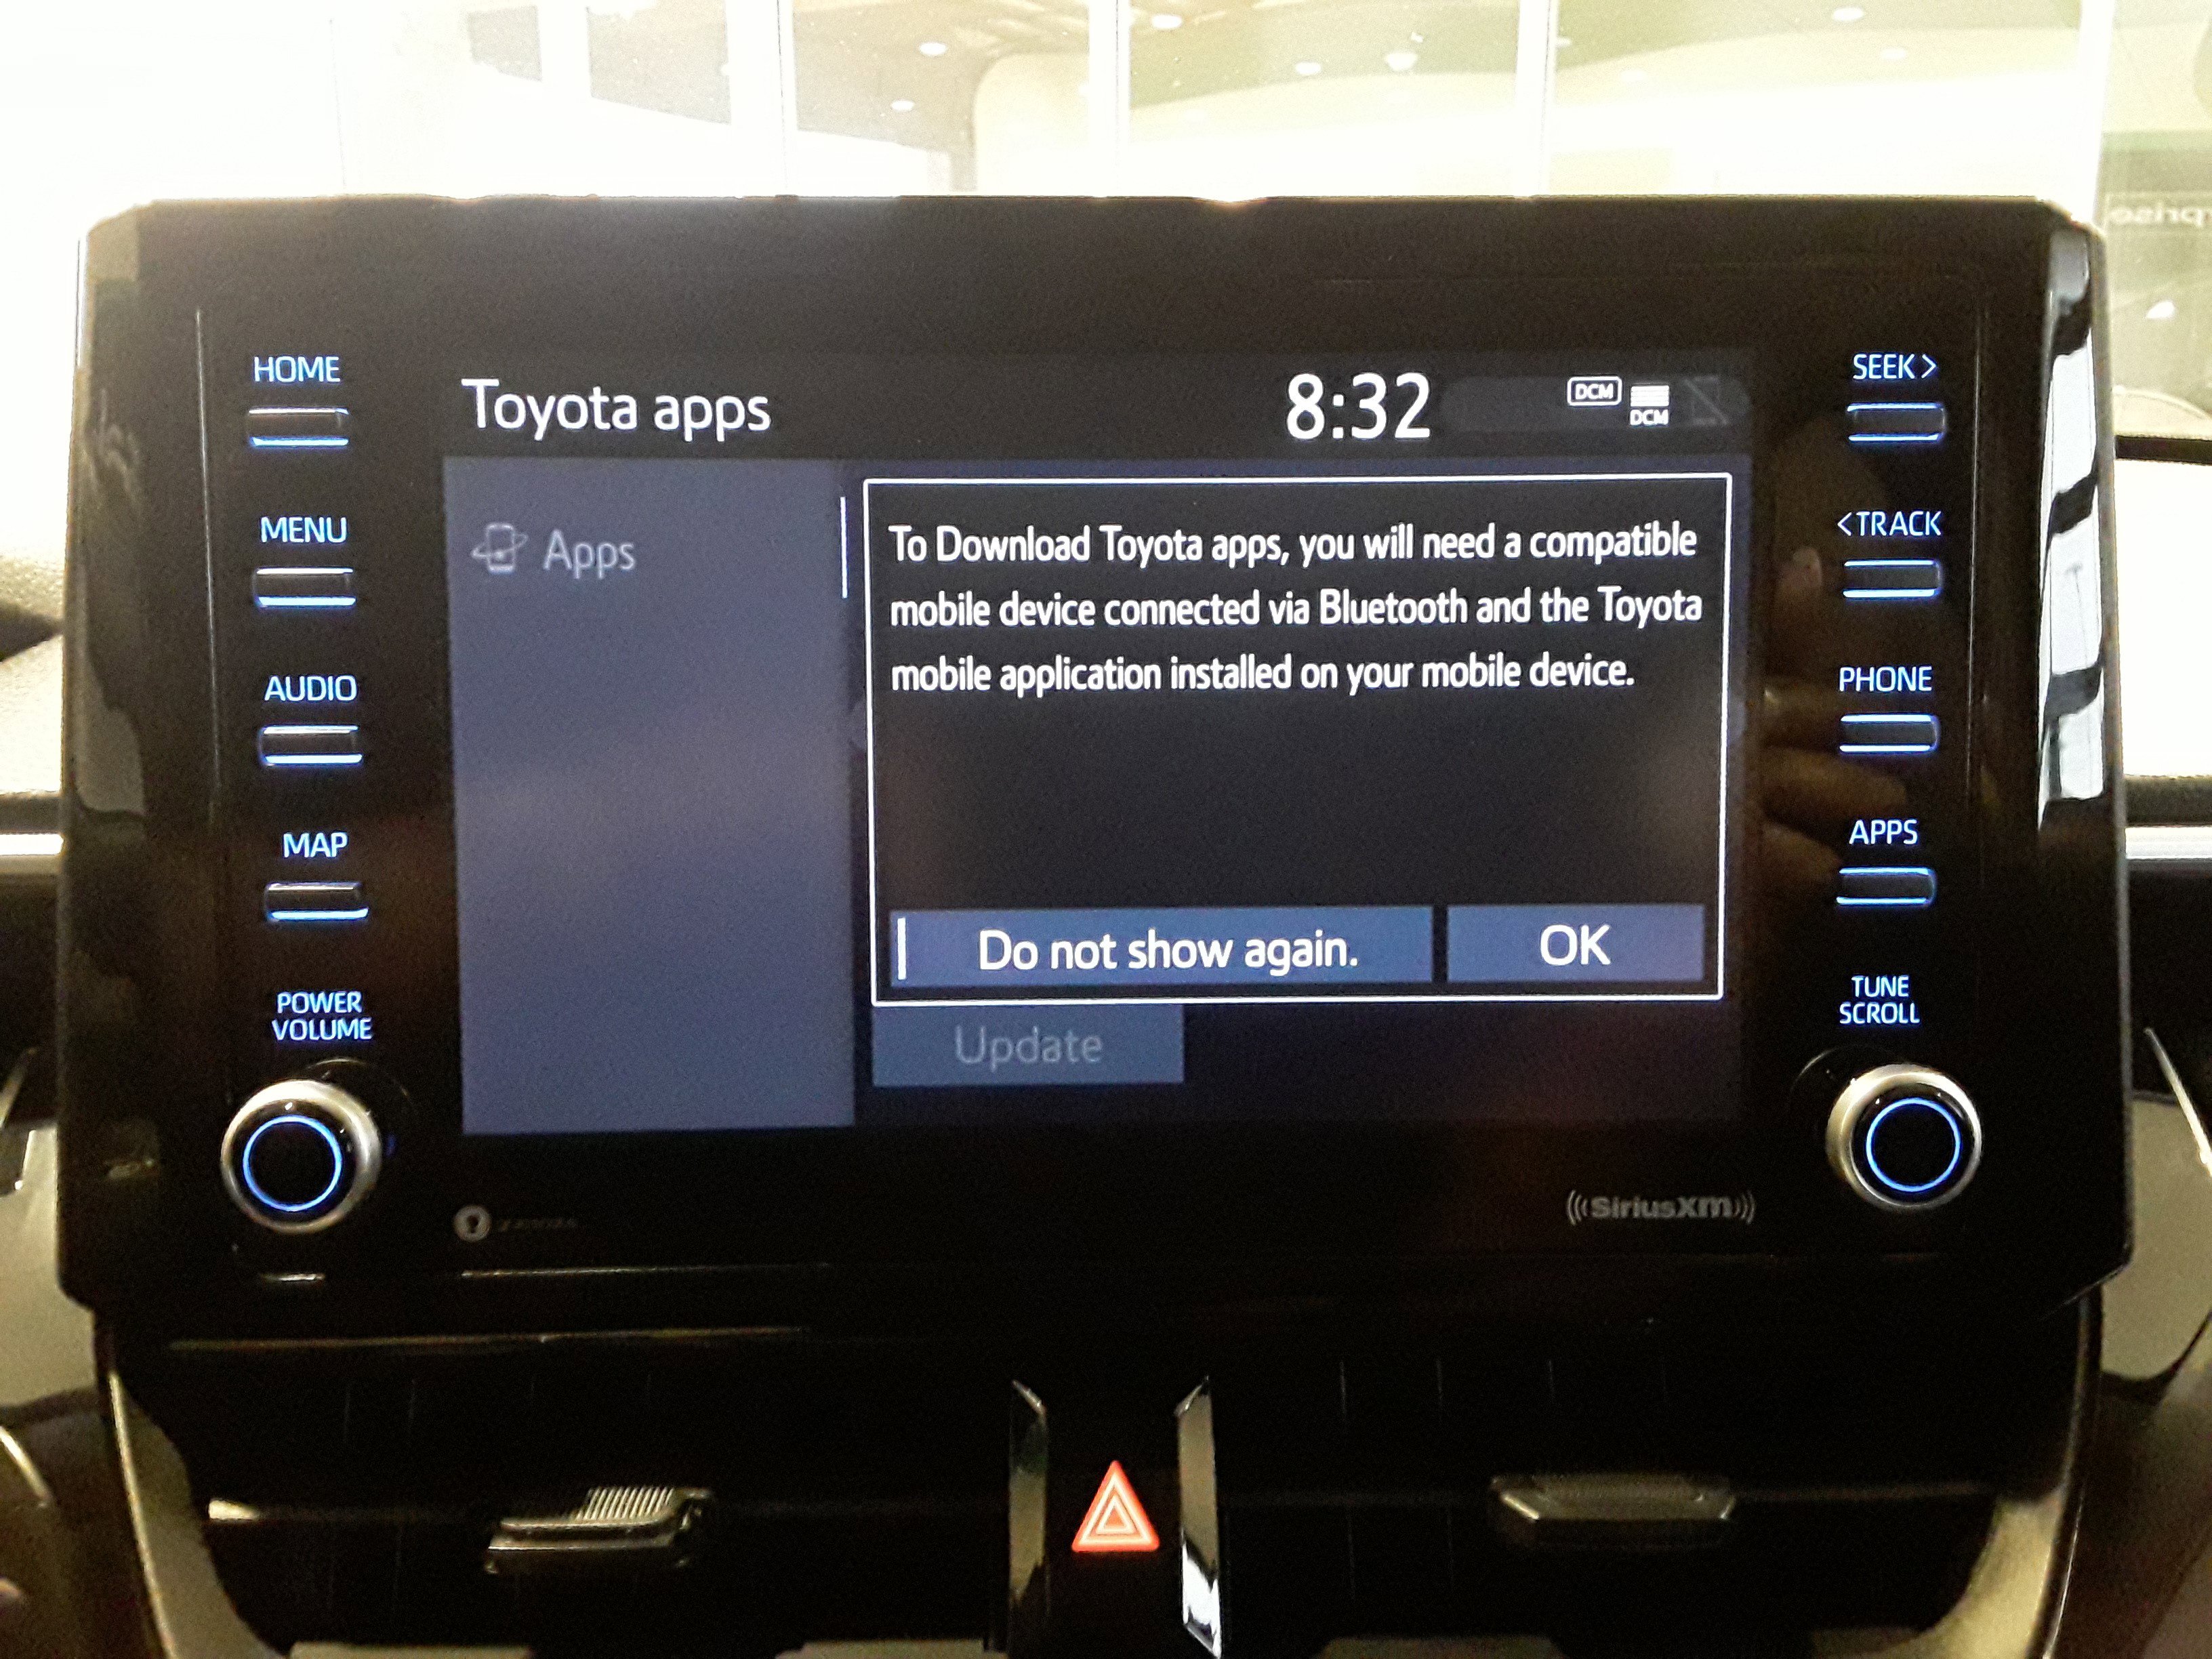 HOME
MENU
AUDIO
MAP
POWER
VOLUME
Toyota apps
8:32
DCM
DCM
Apps
To Download Toyota apps, you will need a compatible
mobile device connected via Bluetooth and the Toyota
mobile application installed on your mobile device.
Do not show again.
OK
Update
SiriusXM
SEEK >
< TRACK
PHONE
APPS
TUNE
SCROLL